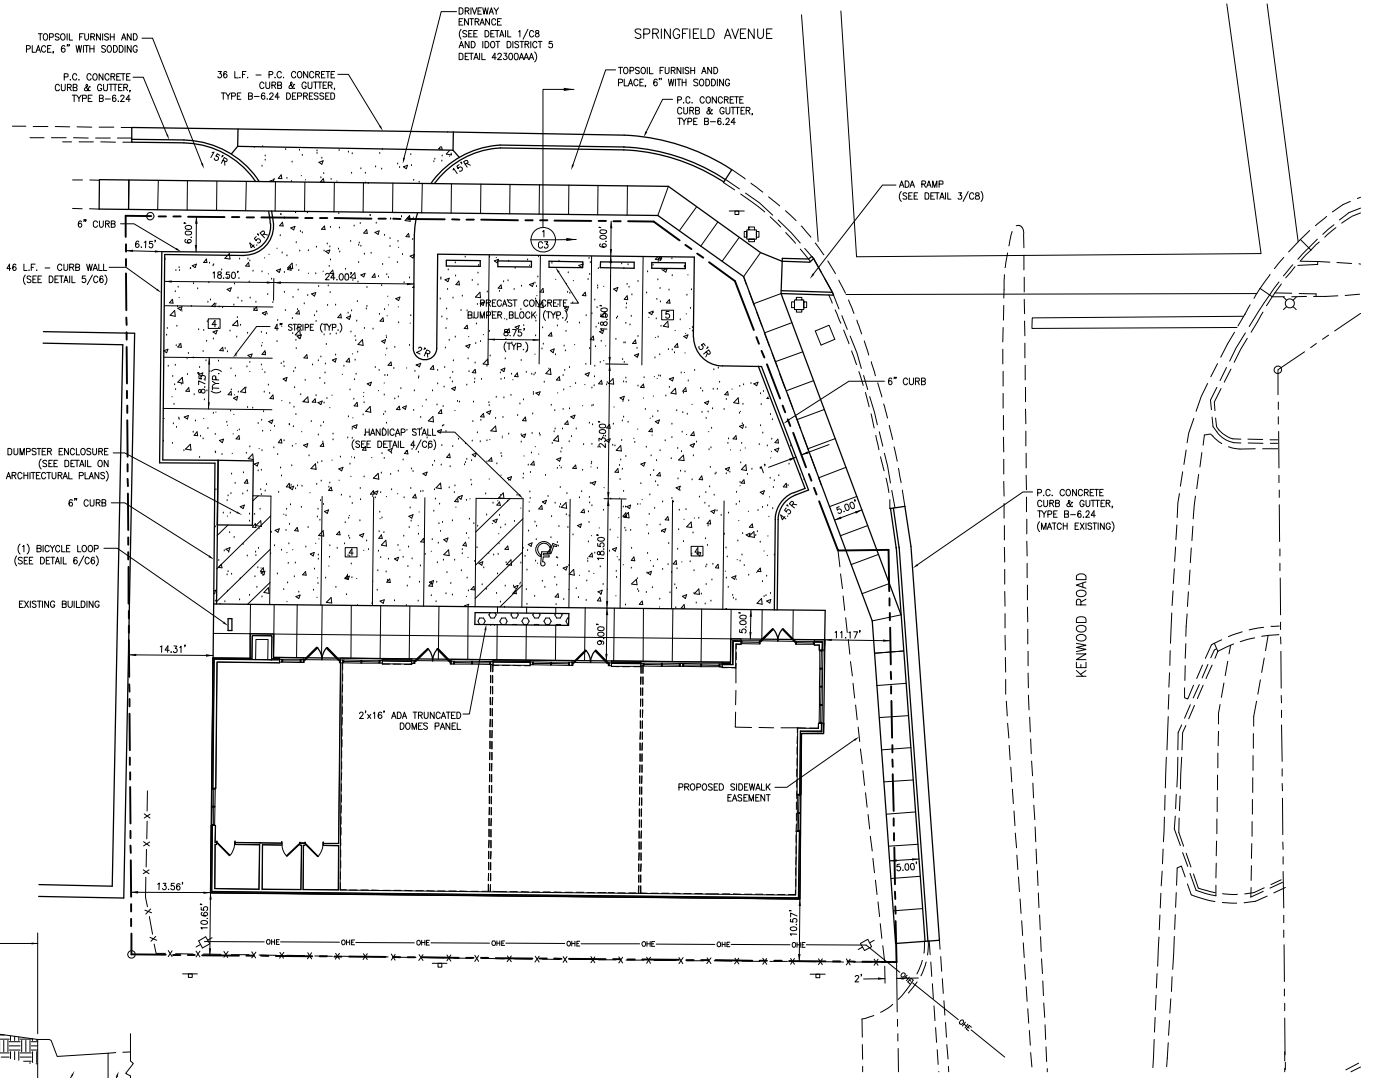 DRIVEWAY
ENTRANCE
(SEE DETAIL 1/C8
AND IDOT DISTRICT 5
DETAIL 42300AAA)
SPRINGFIELD AVENUE
TOPSOIL FURNISH AND
PLACE, 6" WITH SODDING
P.C. CONCRETE
CURB & GUTTER,
TYPE B-6.24
36 L.F. - P.C. CONCRETE
CURB & GUTTER,
TYPE B-6.24 DEPRESSED
TOPSOIL FURNISH AND
PLACE, 6" WITH SODDING
P.C. CONCRETE
CURB & GUTTER,
TYPE B-6.24
15'R
15'R
ADA RAMP
(SEE DETAIL 3/C8)
6" CURB
6.00'
4.5'R
6.15'
1
C3
6.00'
46 L.F. - CURB WALL
(SEE DETAIL 5/C6)
18.50'
24.00'
PRECAST CONCRETE
BUMPER BLOCK (TYP.)
18.50'
4
4" STRIPE (TYP.)
8.75'
(TYP.)
5
2'R
5'R
8.75'
(TYP.)
6" CURB
HANDICAP STALL
(SEE DETAIL 4/C6)
23.00'
DUMPSTER ENCLOSURE
(SEE DETAIL ON
ARCHITECTURAL PLANS)
6" CURB
4.5'R
5.00'
P.C. CONCRETE
CURB & GUTTER,
TYPE B-6.24
(MATCH EXISTING)
(1) BICYCLE LOOP
(SEE DETAIL 6/C6)
4
18.50'
4
EXISTING BUILDING
KENWOOD ROAD
9.00'
5.00'
11.17'
14.31'
2'x16' ADA TRUNCATED
DOMES PANEL
PROPOSED SIDEWALK
EASEMENT
X
X
X
X
X
5.00'
13.56'
10.65'
10.57'
OHE
OHE
OHE
OHE
OHE
OHE
OHE
OHE
X X X X X X X X X X X X X X X X X X X X X X X X X X
2'
OHE
OHE